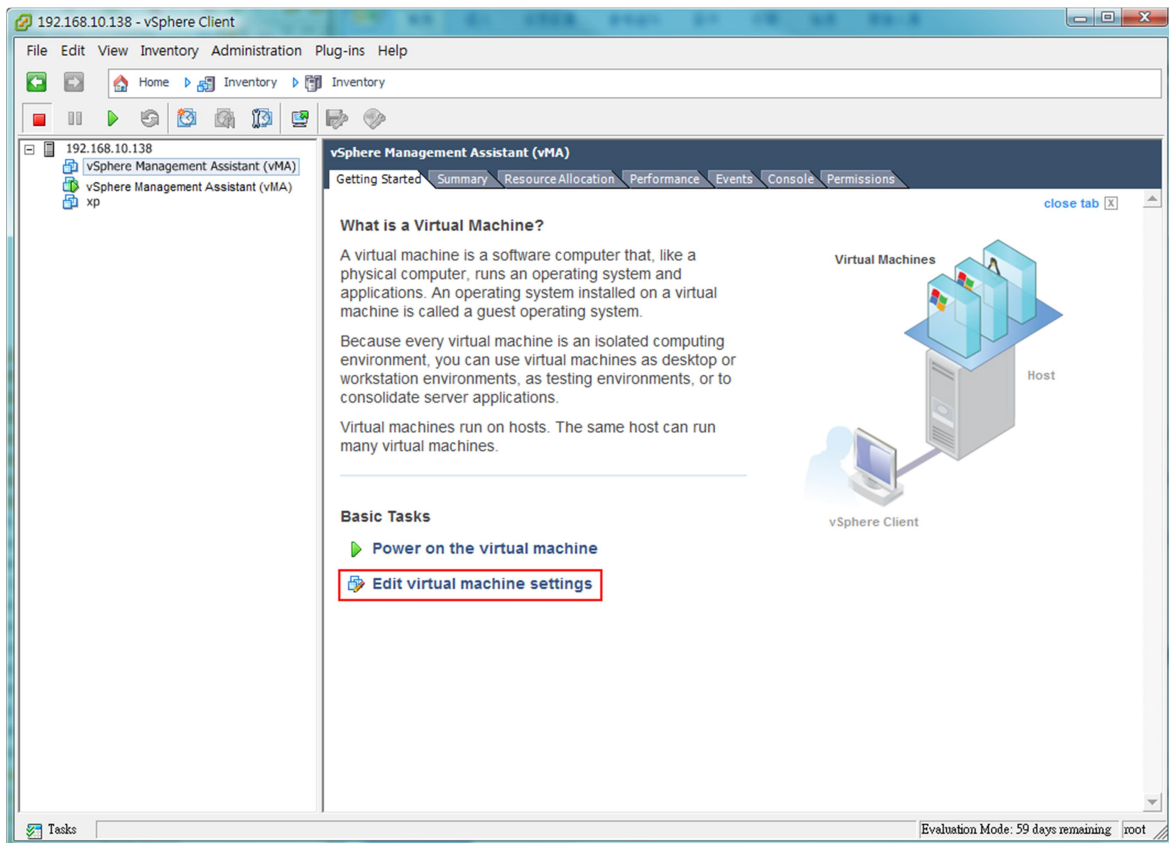 192.168.10.138 - vSphere Client
File Edit View Inventory Administration Plug-ins Help
Home Inventory Inventory
192.168.10.138
vSphere Management Assistant (vMA)
vSphere Management Assistant (vMA)
xp
vSphere Management Assistant (vMA)
Getting Started Summary Resource Allocation Performance Events Console Permissions
close tab X
What is a Virtual Machine?
A virtual machine is a software computer that, like a
physical computer, runs an operating system and
applications. An operating system installed on a virtual
machine is called a guest operating system.
Because every virtual machine is an isolated computing
environment, you can use virtual machines as desktop or
workstation environments, as testing environments, or to
consolidate server applications.
Virtual machines run on hosts. The same host can run
many virtual machines.
Virtual Machines
Host
vSphere Client
Basic Tasks
Power on the virtual machine
Edit virtual machine settings
Tasks
Evaluation Mode: 59 days remaining root